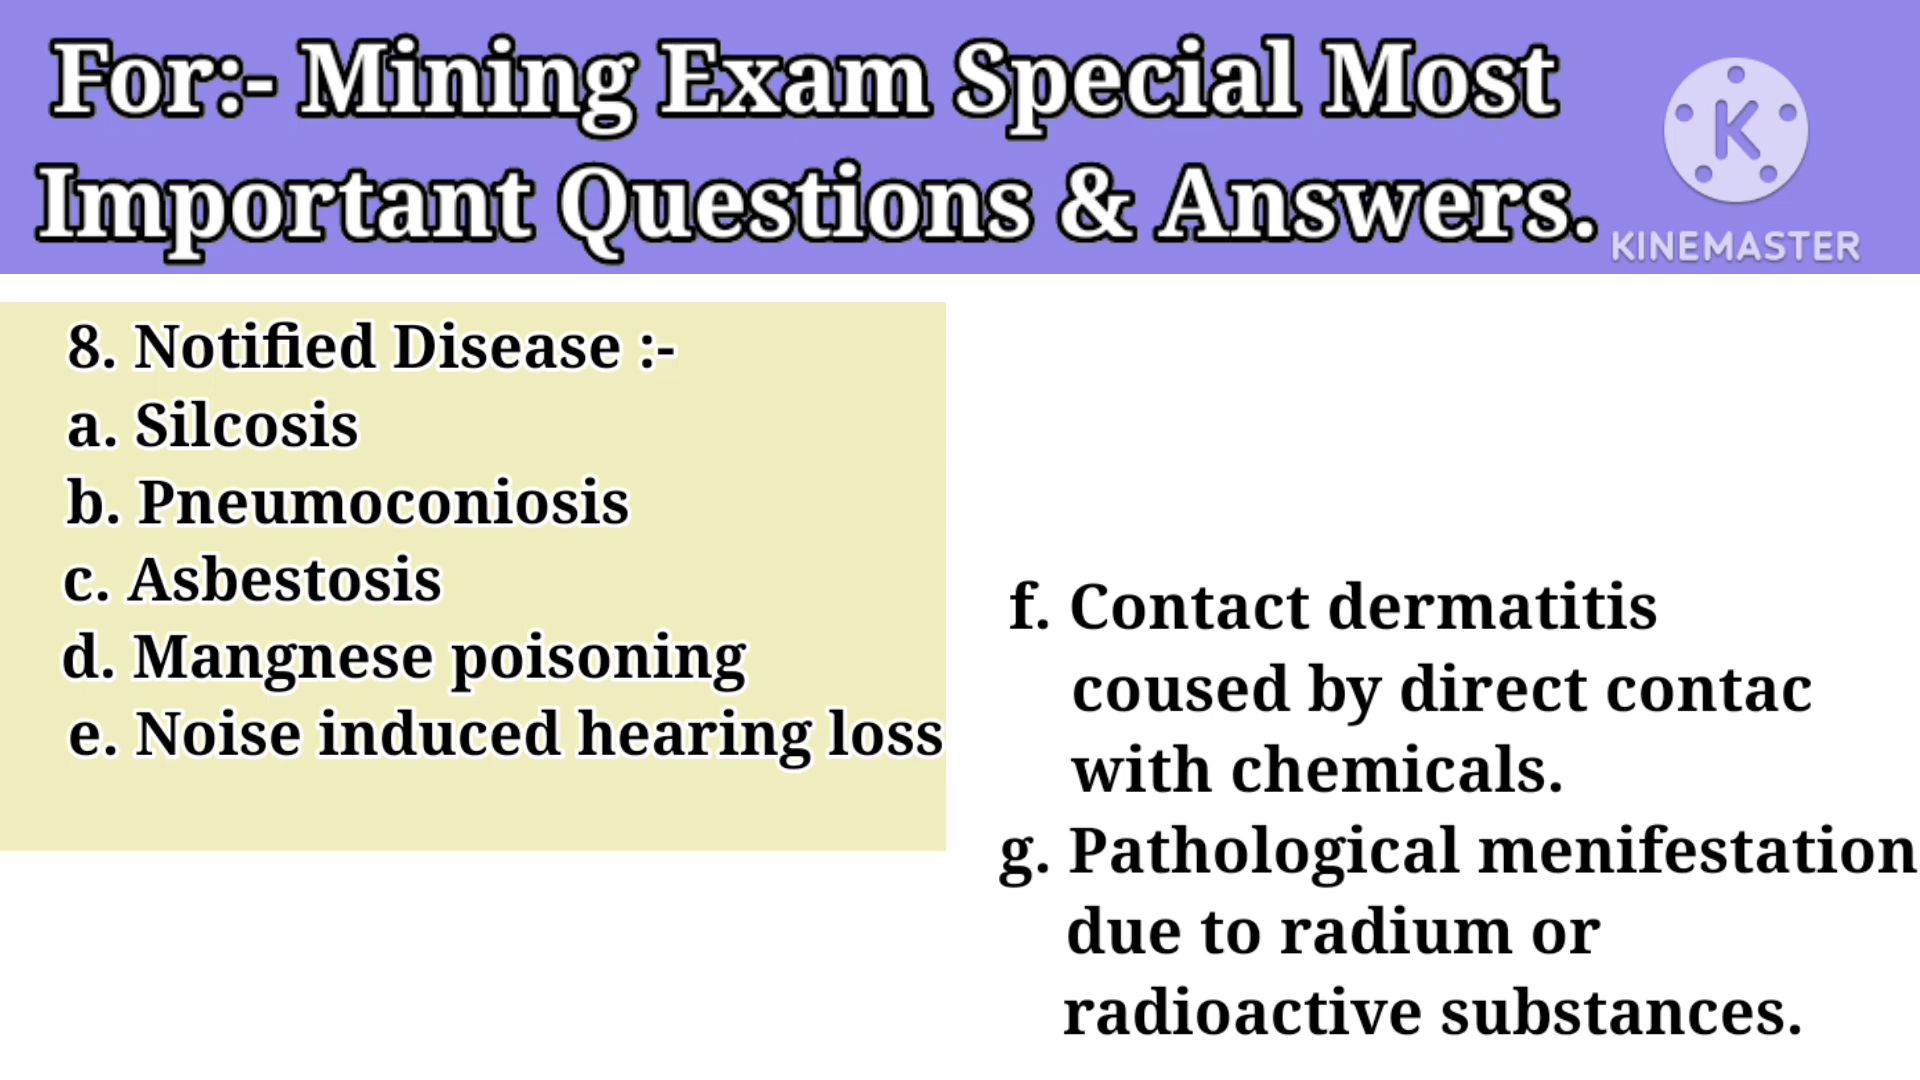 For:- Mining Exam Special Most
Important Questions & Answers.
K
KINEMASTER
8. Notified Disease :-
a. Silcosis
b. Pneumoconiosis
c. Asbestosis
d. Mangnese poisoning
e. Noise induced hearing loss
f. Contact dermatitis
coused by direct contac
with chemicals.
g. Pathological menifestation
due to radium or
radioactive substances.